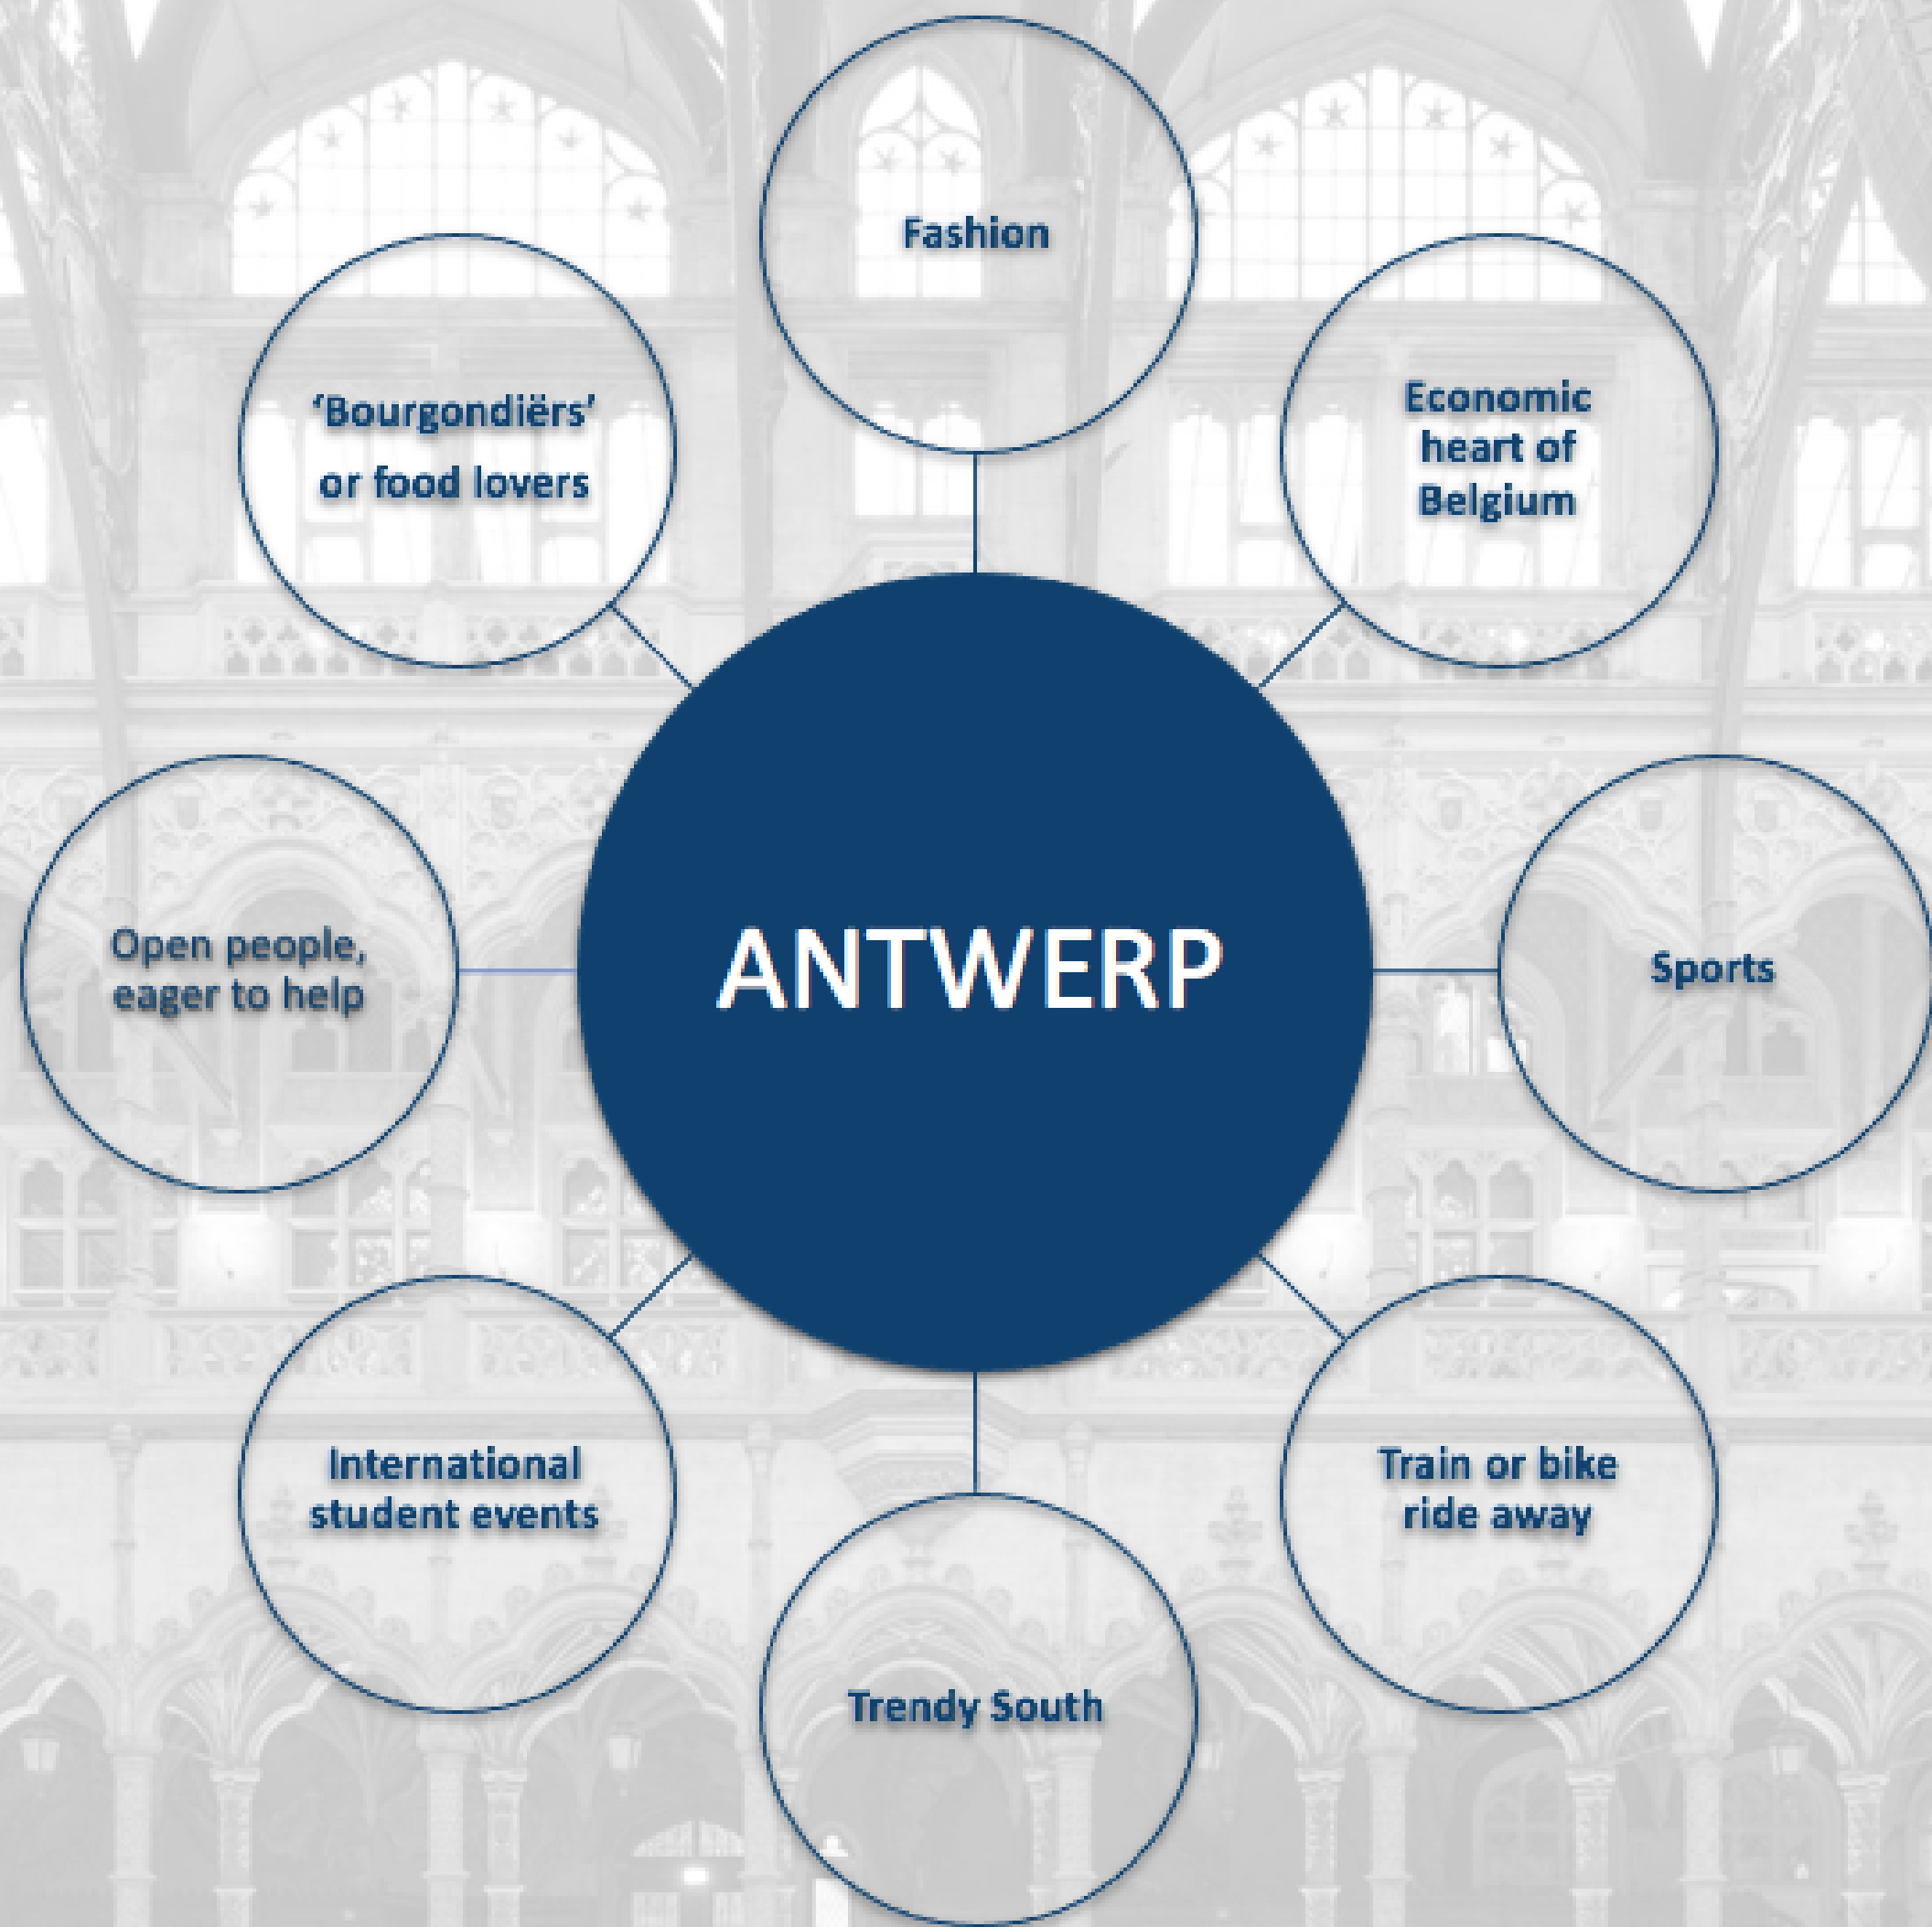 Fashion
Economic
heart of
Belgium
Sports
Train or bike
ride away
Trendy South
International
student events
Open people,
eager to help
‘Bourgondiërs’
or food lovers
ANTWERP